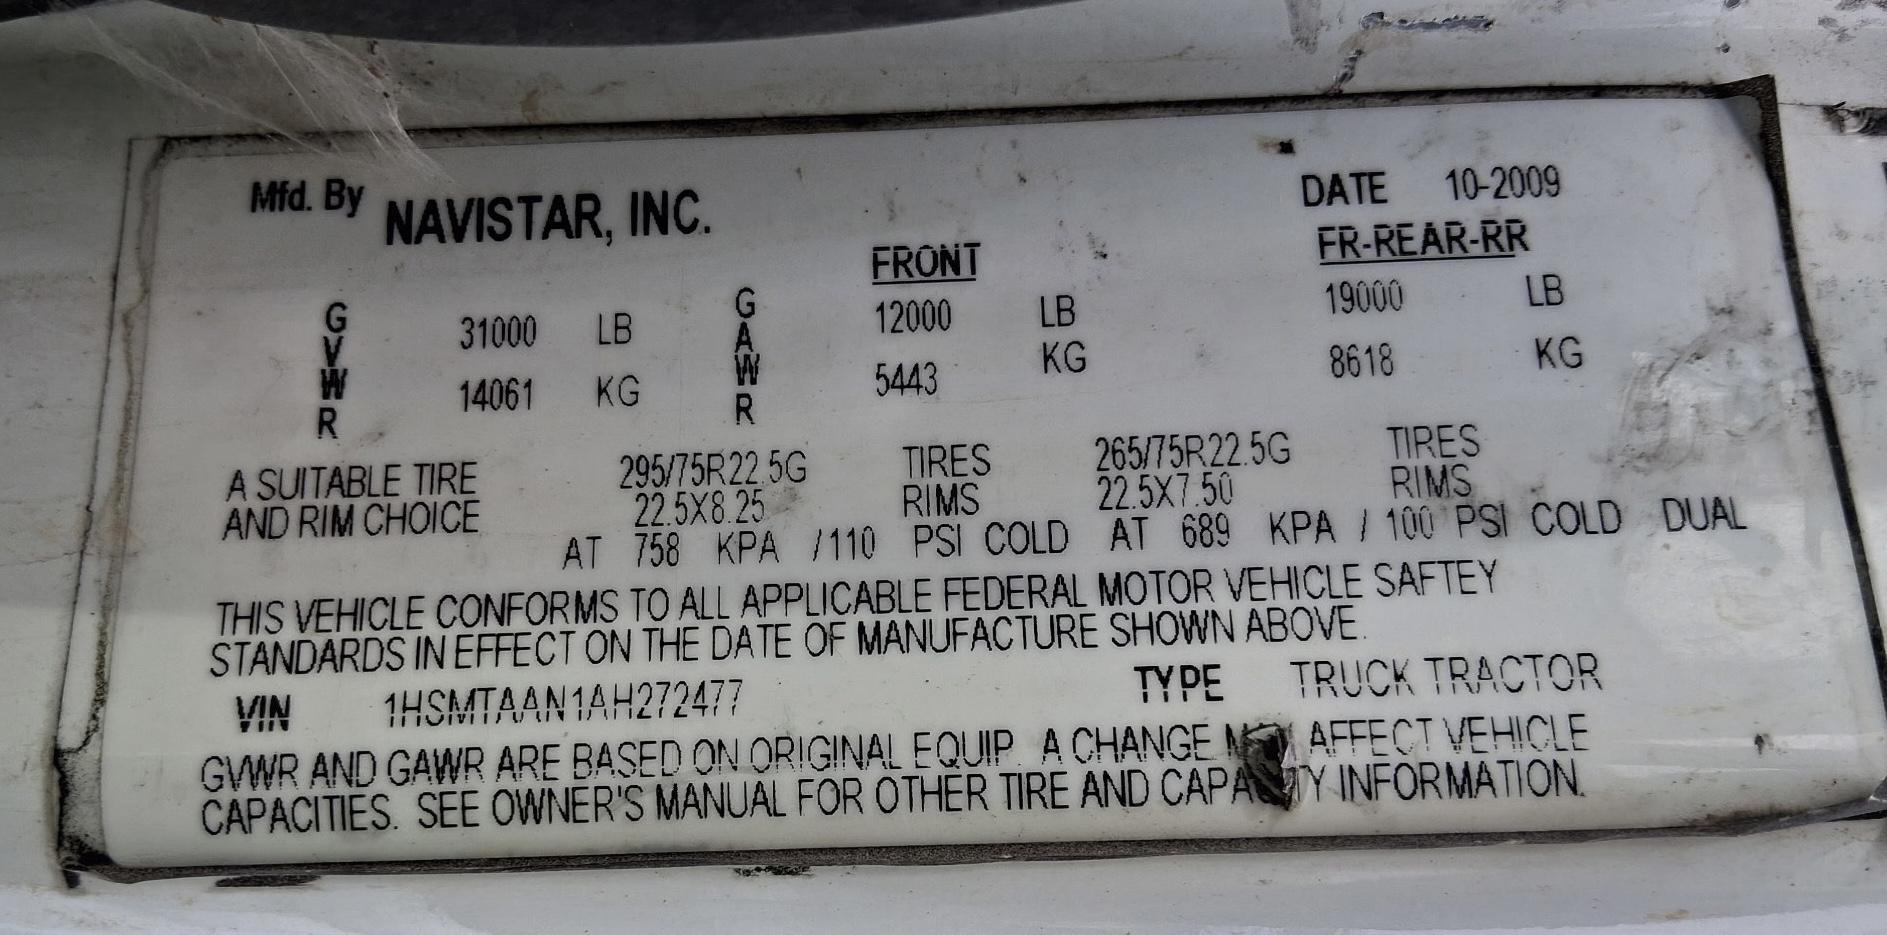 Mfd. By NAVISTAR, INC. DATE 10-2009
FRONT FR-REAR-RR
GVWR 31000 LB GAWR 12000 LB 19000 LB
14061 KG 5443 KG 8618 KG
A SUITABLE TIRE 295/75R22.5G TIRES 265/75R22.5G TIRES
AND RIM CHOICE 22.5X8.25 RIMS 22.5X7.50 RIMS
AT 758 KPA /110 PSI COLD AT 689 KPA / 100 PSI COLD DUAL
THIS VEHICLE CONFORMS TO ALL APPLICABLE FEDERAL MOTOR VEHICLE SAFTEY
STANDARDS IN EFFECT ON THE DATE OF MANUFACTURE SHOWN ABOVE.
VIN 1HSMTAAN1AH272477 TYPE TRUCK TRACTOR
GVWR AND GAWR ARE BASED ON ORIGINAL EQUIP. A CHANGE MAY AFFECT VEHICLE
CAPACITIES. SEE OWNER'S MANUAL FOR OTHER TIRE AND CAPACITY INFORMATION.